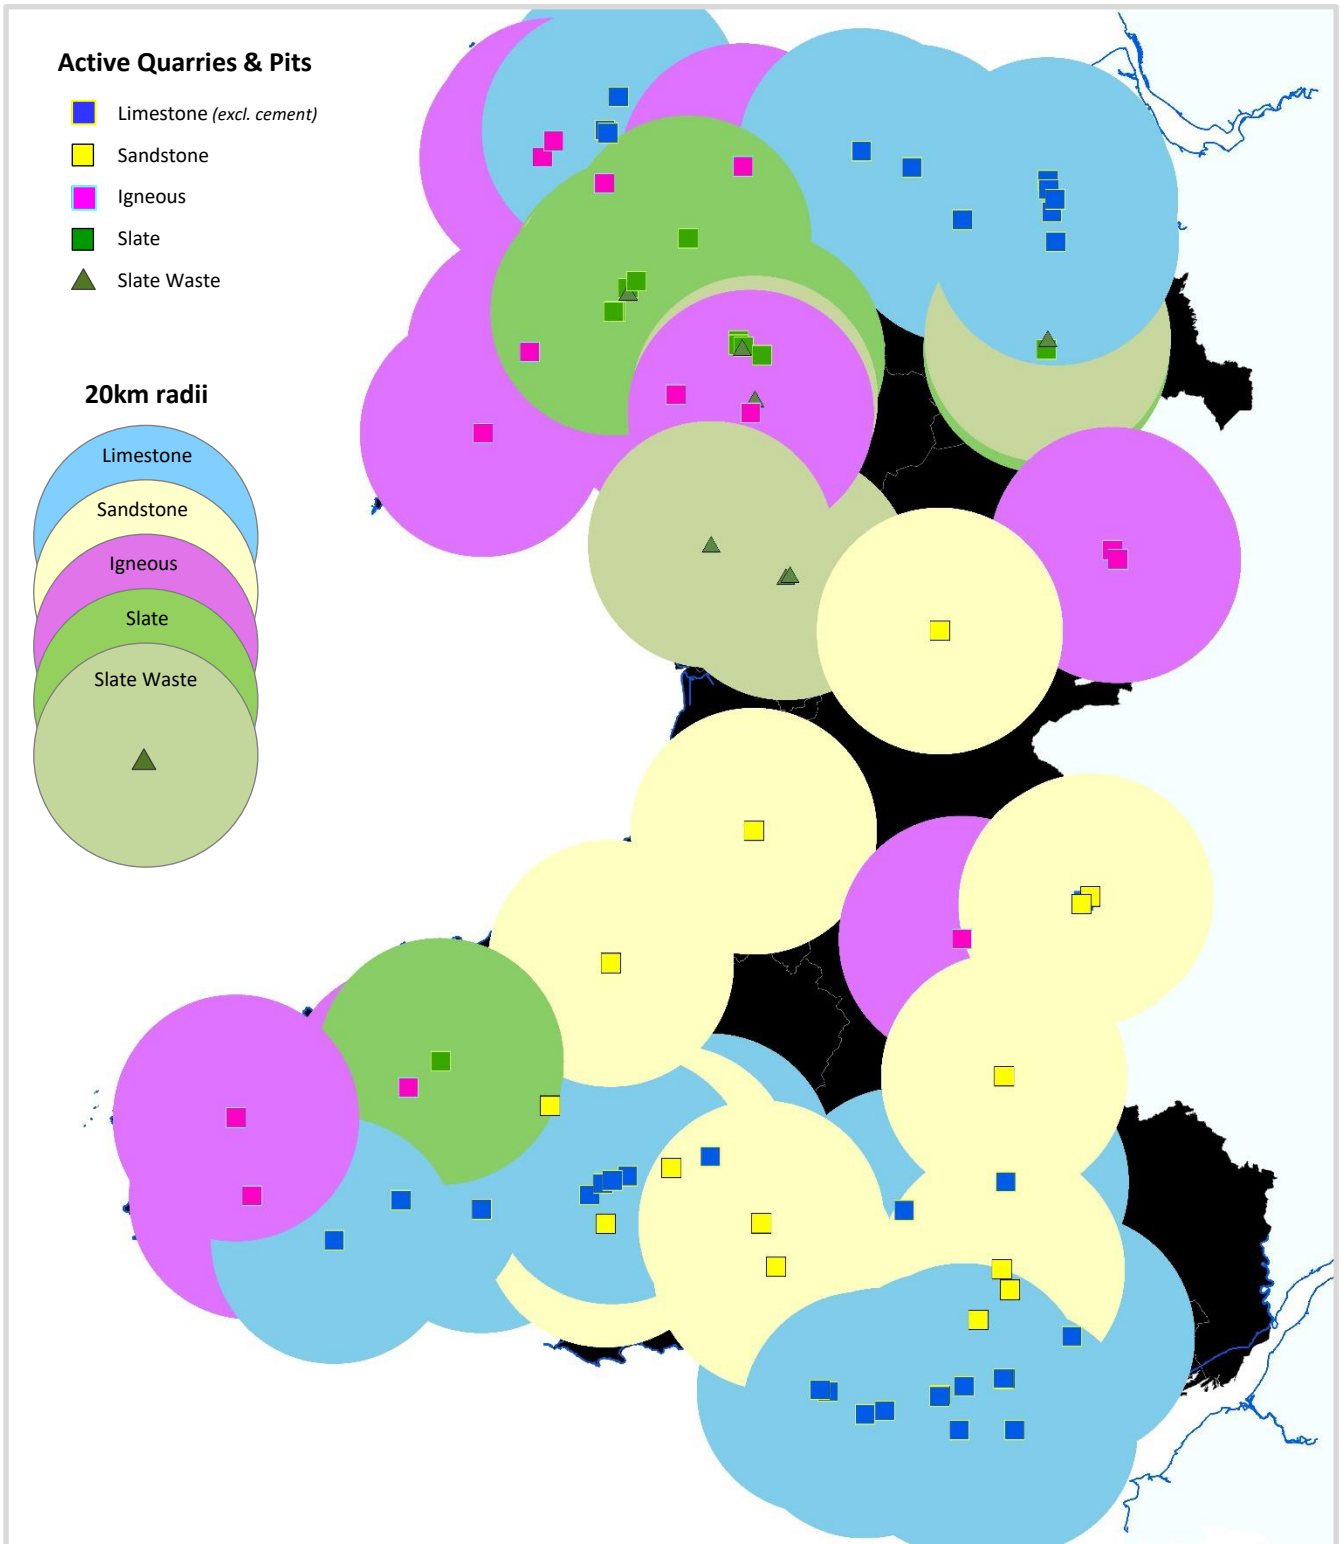 Active Quarries & Pits
Limestone (excl. cement)
Sandstone
Igneous
Slate
Slate Waste
20km radii
Limestone
Sandstone
Igneous
Slate
Slate Waste